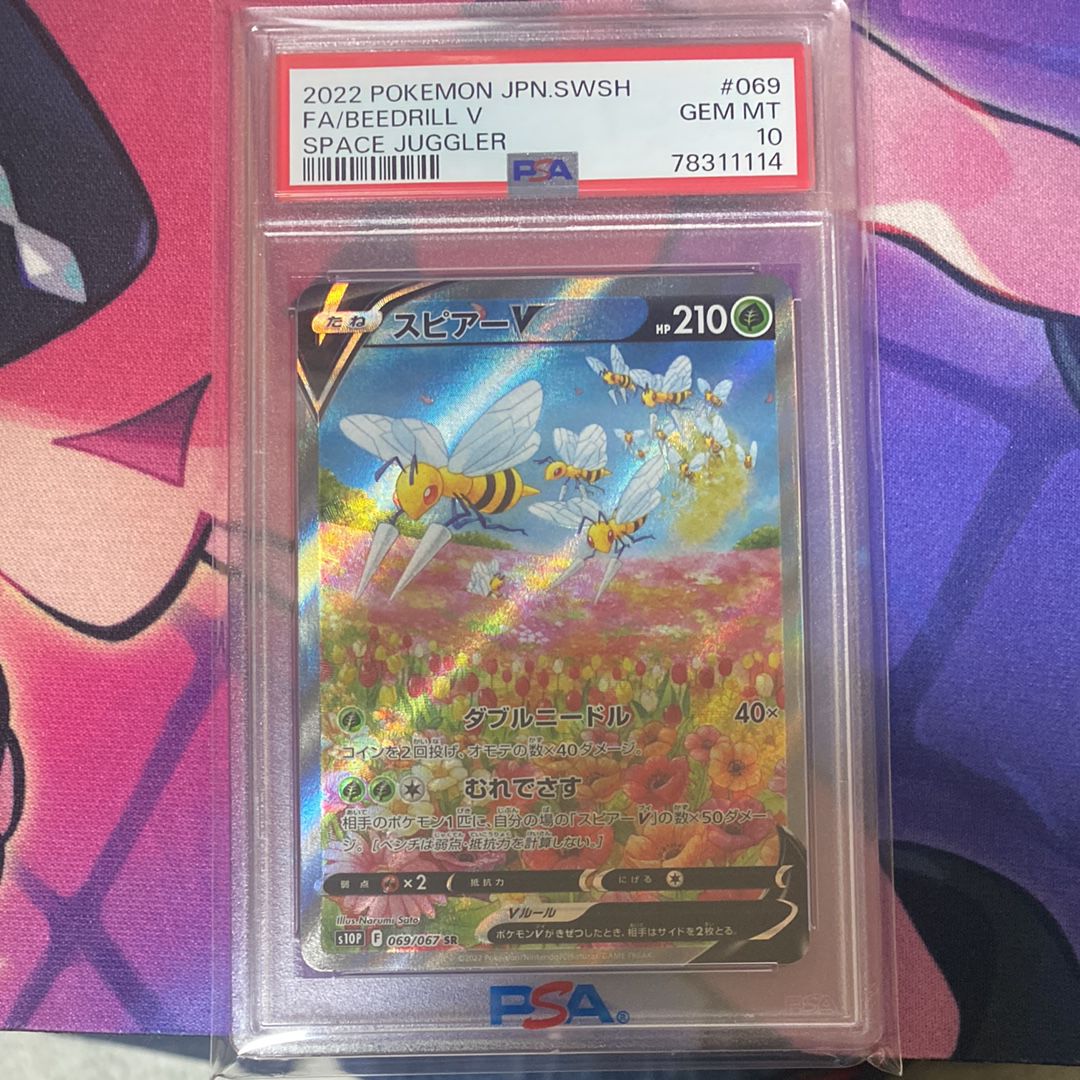 2022 POKEMON JPN.SWSH #069
FA/BEEDRILL V GEM MT
SPACE JUGGLER 10
PSA 78311114
たね スピアーV HP 210
ダブルニードル 40×
コインを2回投げ、オモテの数×40ダメージ。
むれでさす
相手のポケモン1匹に、自分の場の「スピアーV」の数×50ダメー
ジ。[ベンチは弱点・抵抗力を計算しない。]
弱点 ×2 抵抗力 にげる
Illus. Narumi Sato
Vルール
ポケモンVがきぜつしたとき、相手はサイドを2枚とる。
s10P F 069/067 SR
©2022 Pokémon/Nintendo/Creatures/GAME FREAK.
PSA®